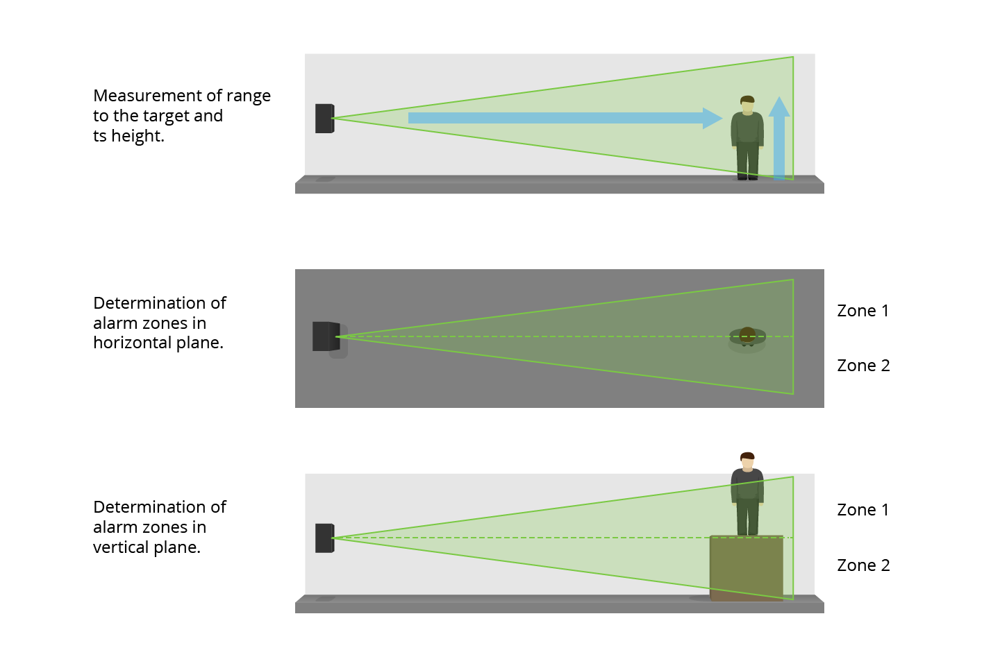 Measurement of range
to the target and
ts height.
Determination of
alarm zones in
horizontal plane.
Zone 1
Zone 2
Determination of
alarm zones in
vertical plane.
Zone 1
Zone 2